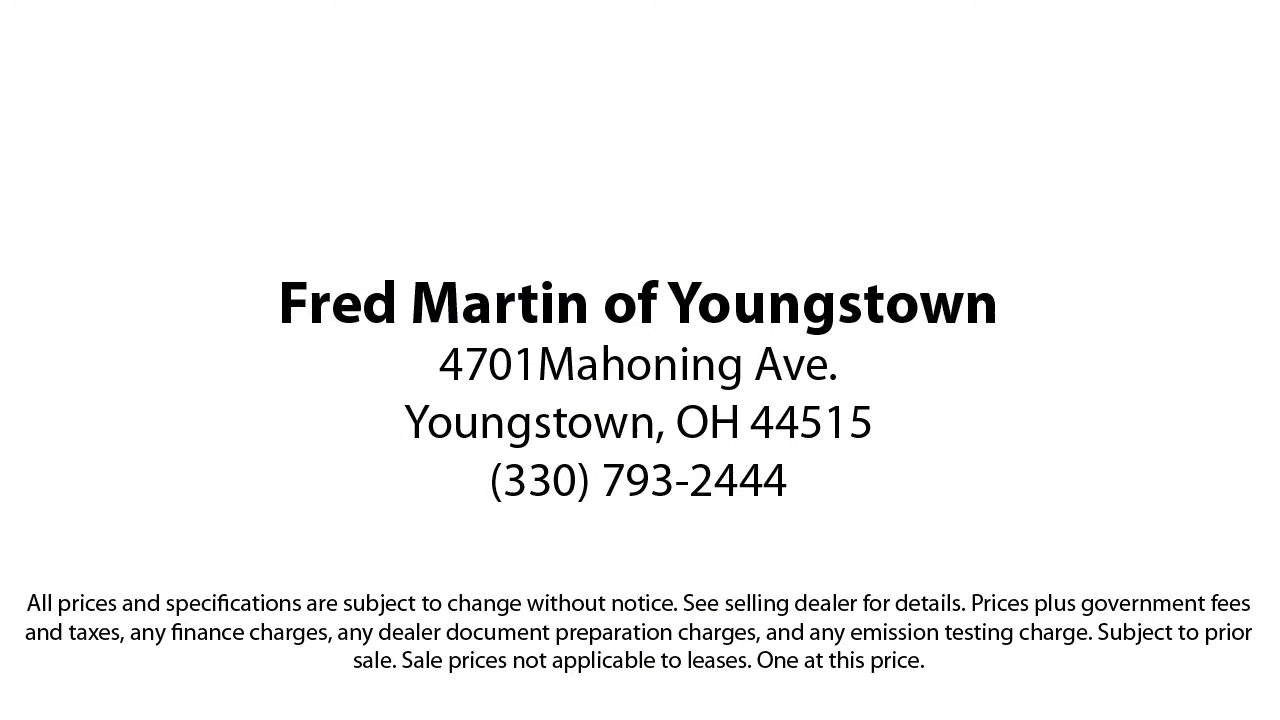 Fred Martin of Youngstown
4701Mahoning Ave.
Youngstown, OH 44515
(330) 793-2444
All prices and specifications are subject to change without notice. See selling dealer for details. Prices plus government fees
and taxes, any finance charges, any dealer document preparation charges, and any emission testing charge. Subject to prior
sale. Sale prices not applicable to leases. One at this price.